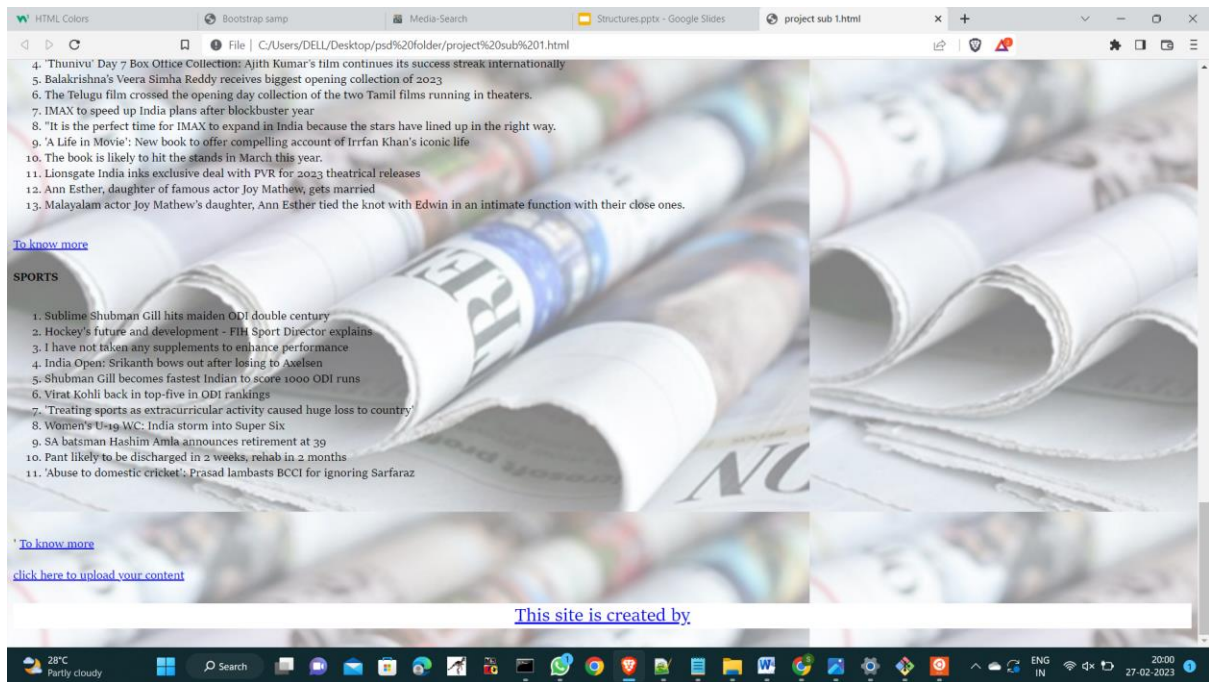 HTML Colors
Bootstrap samp
Media-Search
Structures.pptx - Google Slides
project sub 1.html
File | C:/Users/DELL/Desktop/psd%20folder/project%20sub%201.html
4. 'Thunivu' Day 7 Box Office Collection: Ajith Kumar's film continues its success streak internationally
5. Balakrishna's Veera Simha Reddy receives biggest opening collection of 2023
6. The Telugu film crossed the opening day collection of the two Tamil films running in theaters.
7. IMAX to speed up India plans after blockbuster year
8. "It is the perfect time for IMAX to expand in India because the stars have lined up in the right way.
9. 'A Life in Movie': New book to offer compelling account of Irrfan Khan's iconic life
10. The book is likely to hit the stands in March this year.
11. Lionsgate India inks exclusive deal with PVR for 2023 theatrical releases
12. Ann Esther, daughter of famous actor Joy Mathew, gets married
13. Malayalam actor Joy Mathew's daughter, Ann Esther tied the knot with Edwin in an intimate function with their close ones.
To know more
SPORTS
1. Sublime Shubman Gill hits maiden ODI double century
2. Hockey's future and development - FIH Sport Director explains
3. I have not taken any supplements to enhance performance
4. India Open: Srikanth bows out after losing to Axelsen
5. Shubman Gill becomes fastest Indian to score 1000 ODI runs
6. Virat Kohli back in top-five in ODI rankings
7. 'Treating sports as extracurricular activity caused huge loss to country'
8. Women's U-19 WC: India storm into Super Six
9. SA batsman Hashim Amla announces retirement at 39
10. Pant likely to be discharged in 2 weeks, rehab in 2 months
11. 'Abuse to domestic cricket': Prasad lambasts BCCI for ignoring Sarfaraz
' To know more
click here to upload your content
This site is created by
28°C
Partly cloudy
Search
ENG
IN
20:00
27-02-2023
1